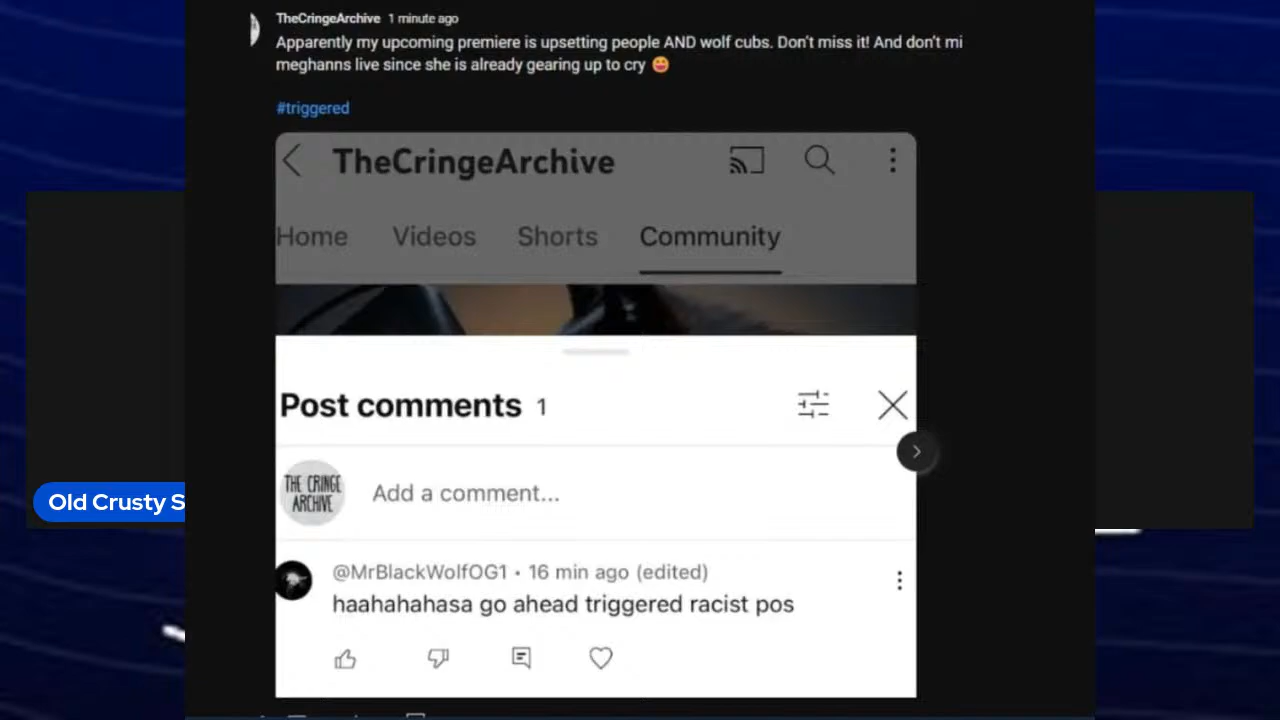 TheCringeArchive 1 minute ago
Apparently my upcoming premiere is upsetting people AND wolf cubs. Don't miss it! And don't mi
meghanns live since she is already gearing up to cry 😛
#triggered
TheCringeArchive
Home Videos Shorts Community
Post comments 1
THE CRINGE
ARCHIVE
Add a comment...
Old Crusty S
@MrBlackWolfOG1 • 16 min ago (edited)
haahahahasa go ahead triggered racist pos